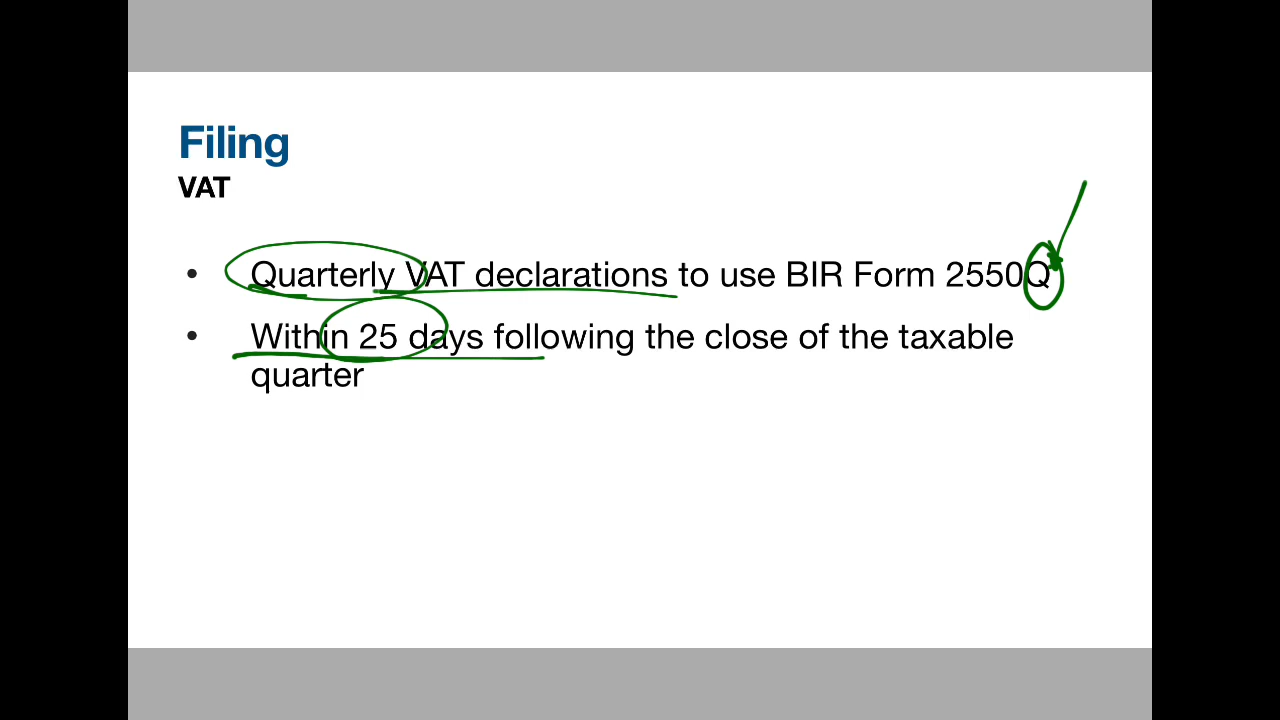 Filing
VAT
• Quarterly VAT declarations to use BIR Form 2550Q
• Within 25 days following the close of the taxable
quarter